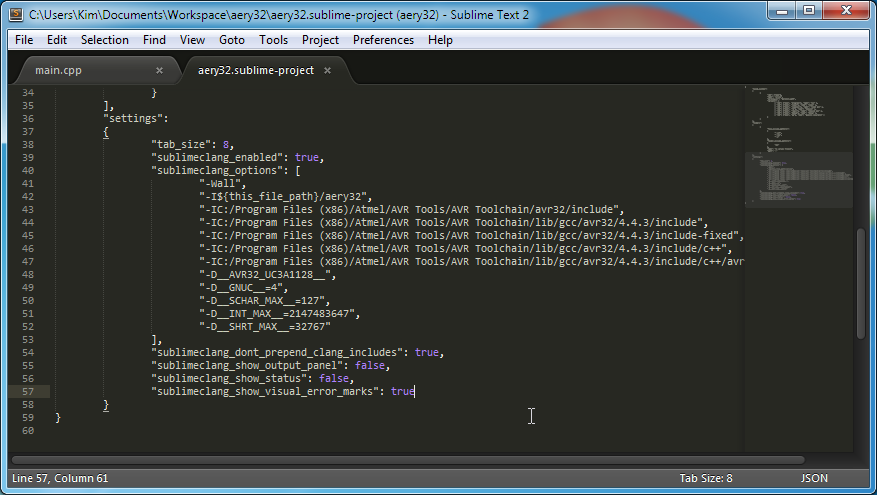 C:\Users\Kim\Documents\Workspace\aery32\aery32.sublime-project (aery32) - Sublime Text 2
File Edit Selection Find View Goto Tools Project Preferences Help
main.cpp × aery32.sublime-project ×
34 }
35 ],
36 "settings":
37 {
38 "tab_size": 8,
39 "sublimeclang_enabled": true,
40 "sublimeclang_options": [
41 "-Wall",
42 "-I${this_file_path}/aery32",
43 "-IC:/Program Files (x86)/Atmel/AVR Tools/AVR Toolchain/avr32/include",
44 "-IC:/Program Files (x86)/Atmel/AVR Tools/AVR Toolchain/lib/gcc/avr32/4.4.3/include",
45 "-IC:/Program Files (x86)/Atmel/AVR Tools/AVR Toolchain/lib/gcc/avr32/4.4.3/include-fixed",
46 "-IC:/Program Files (x86)/Atmel/AVR Tools/AVR Toolchain/lib/gcc/avr32/4.4.3/include/c++",
47 "-IC:/Program Files (x86)/Atmel/AVR Tools/AVR Toolchain/lib/gcc/avr32/4.4.3/include/c++/avr
48 "-D__AVR32_UC3A1128__",
49 "-D__GNUC__=4",
50 "-D__SCHAR_MAX__=127",
51 "-D__INT_MAX__=2147483647",
52 "-D__SHRT_MAX__=32767"
53 ],
54 "sublimeclang_dont_prepend_clang_includes": true,
55 "sublimeclang_show_output_panel": false,
56 "sublimeclang_show_status": false,
57 "sublimeclang_show_visual_error_marks": true
58 }
59 }
60
Line 57, Column 61 Tab Size: 8 JSON